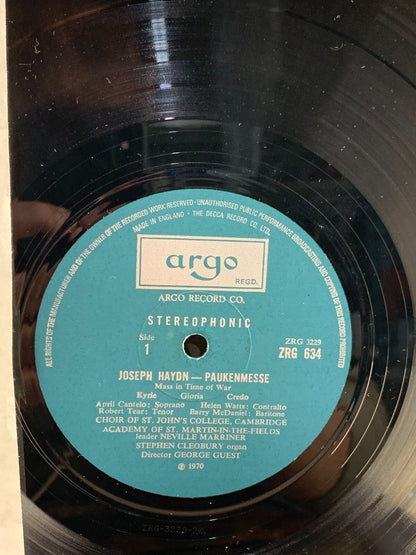 ALL RIGHTS OF THE MANUFACTURER AND OF THE OWNER OF THE RECORDED WORK RESERVED · UNAUTHORISED PUBLIC PERFORMANCE BROADCASTING AND COPYING OF THIS RECORD PROHIBITED
MADE IN ENGLAND · THE DECCA RECORD CO. LTD.
argo
REGD.
ARGO RECORD CO.
STEREOPHONIC
Side
1
ZRG 3229
ZRG 634
JOSEPH HAYDN — PAUKENMESSE
Mass in Time of War
Kyrie Gloria Credo
April Cantelo: Soprano Helen Watts: Contralto
Robert Tear: Tenor Barry McDaniel: Baritone
CHOIR OF ST. JOHN'S COLLEGE, CAMBRIDGE
ACADEMY OF ST. MARTIN-IN-THE-FIELDS
leader NEVILLE MARRINER
STEPHEN CLEOBURY organ
Director GEORGE GUEST
℗ 1970